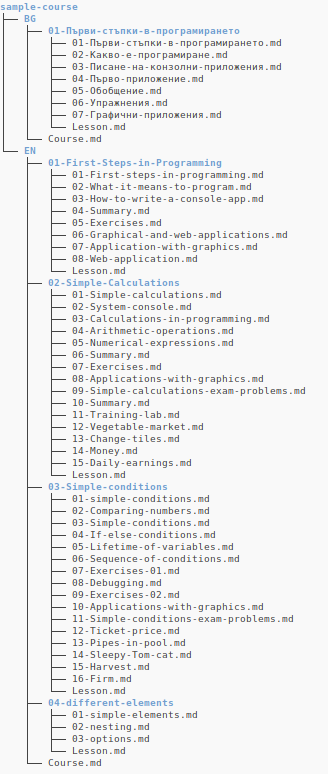 sample-course
BG
01-Първи-стъпки-в-програмирането
01-Първи-стъпки-в-програмирането.md
02-Какво-е-програмиране.md
03-Писане-на-конзолни-приложения.md
04-Първо-приложение.md
05-Обобщение.md
06-Упражнения.md
07-Графични-приложения.md
Lesson.md
Course.md
EN
01-First-Steps-in-Programming
01-First-steps-in-programming.md
02-What-it-means-to-program.md
03-How-to-write-a-console-app.md
04-Summary.md
05-Exercises.md
06-Graphical-and-web-applications.md
07-Application-with-graphics.md
08-Web-application.md
Lesson.md
02-Simple-Calculations
01-Simple-calculations.md
02-System-console.md
03-Calculations-in-programming.md
04-Arithmetic-operations.md
05-Numerical-expressions.md
06-Summary.md
07-Exercises.md
08-Applications-with-graphics.md
09-Simple-calculations-exam-problems.md
10-Summary.md
11-Training-lab.md
12-Vegetable-market.md
13-Change-tiles.md
14-Money.md
15-Daily-earnings.md
Lesson.md
03-Simple-conditions
01-simple-conditions.md
02-Comparing-numbers.md
03-Simple-conditions.md
04-If-else-conditions.md
05-Lifetime-of-variables.md
06-Sequence-of-conditions.md
07-Exercises-01.md
08-Debugging.md
09-Exercises-02.md
10-Applications-with-graphics.md
11-Simple-conditions-exam-problems.md
12-Ticket-price.md
13-Pipes-in-pool.md
14-Sleepy-Tom-cat.md
15-Harvest.md
16-Firm.md
Lesson.md
04-different-elements
01-simple-elements.md
02-nesting.md
03-options.md
Lesson.md
Course.md